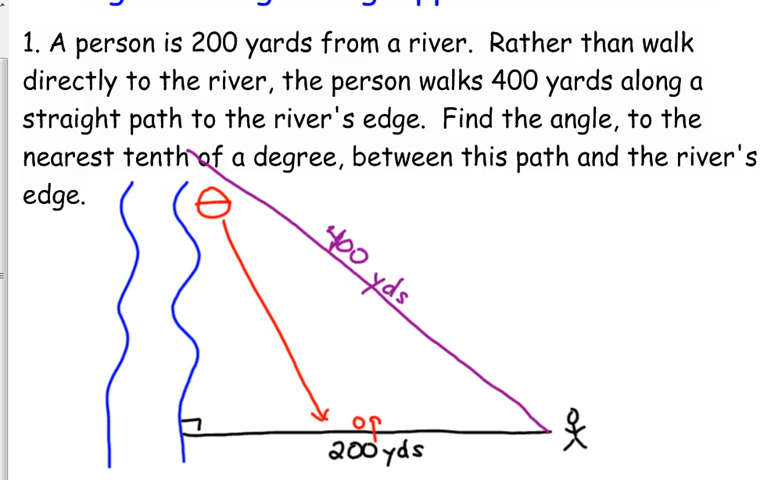 1. A person is 200 yards from a river. Rather than walk
directly to the river, the person walks 400 yards along a
straight path to the river's edge. Find the angle, to the
nearest tenth of a degree, between this path and the river's
edge.
θ
400 yds
op
200 yds